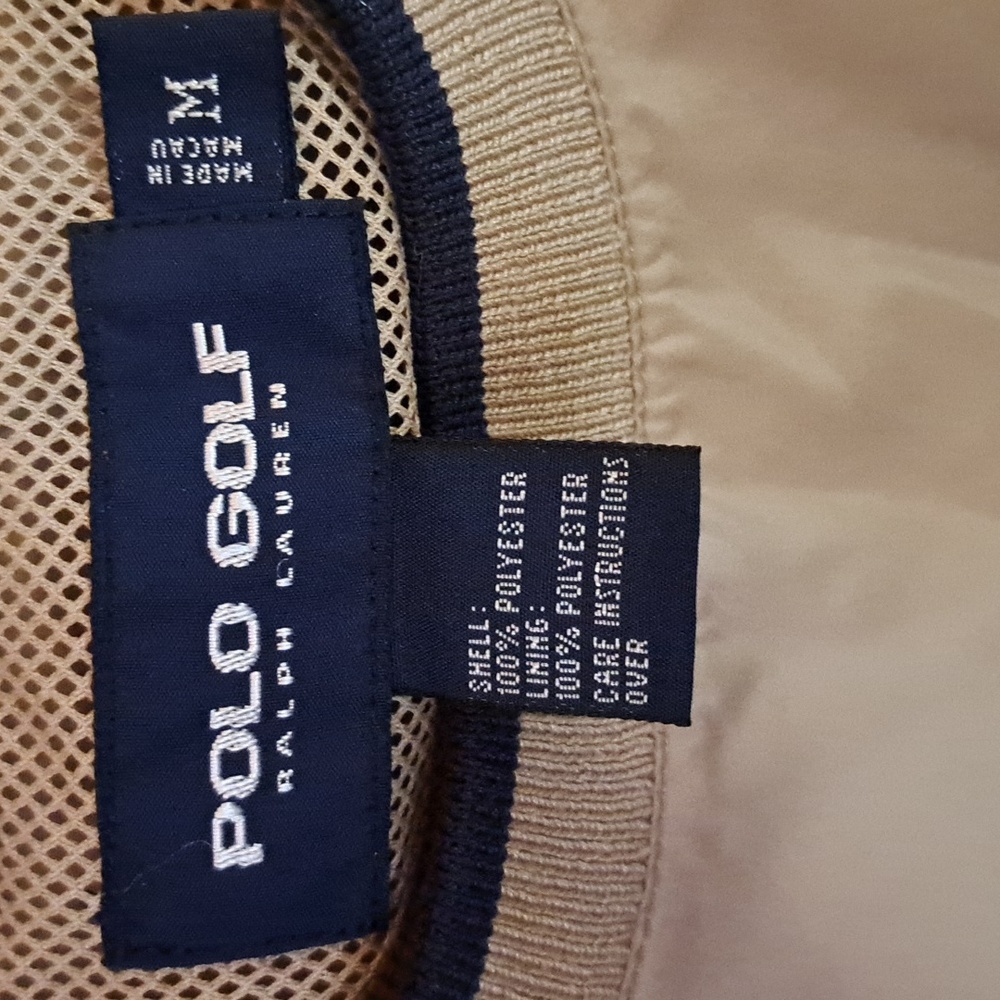 M
MADE IN
MACAU
POLO GOLF
RALPH LAUREN
SHELL:
100% POLYESTER
LINING:
100% POLYESTER
CARE INSTRUCTIONS
OVER